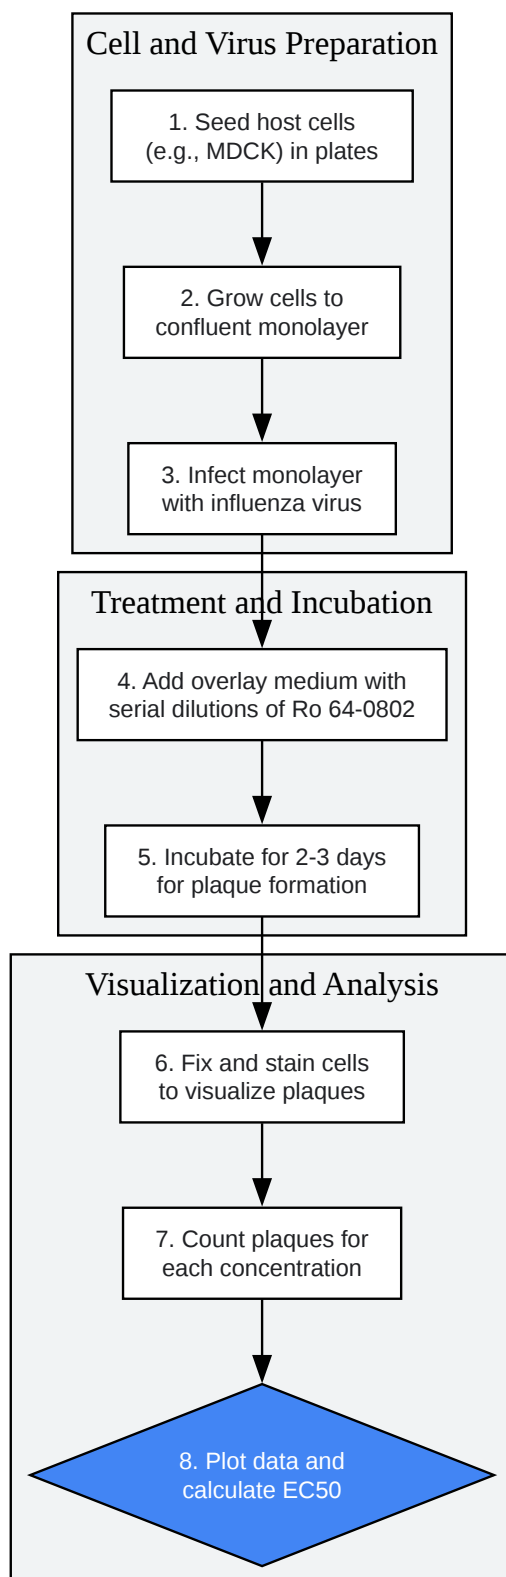 Cell and Virus Preparation
1. Seed host cells
(e.g., MDCK) in plates
2. Grow cells to
confluent monolayer
3. Infect monolayer
with influenza virus
Treatment and Incubation
4. Add overlay medium with
serial dilutions of Ro 64-0802
5. Incubate for 2-3 days
for plaque formation
Visualization and Analysis
6. Fix and stain cells
to visualize plaques
7. Count plaques for
each concentration
8. Plot data and
calculate EC50